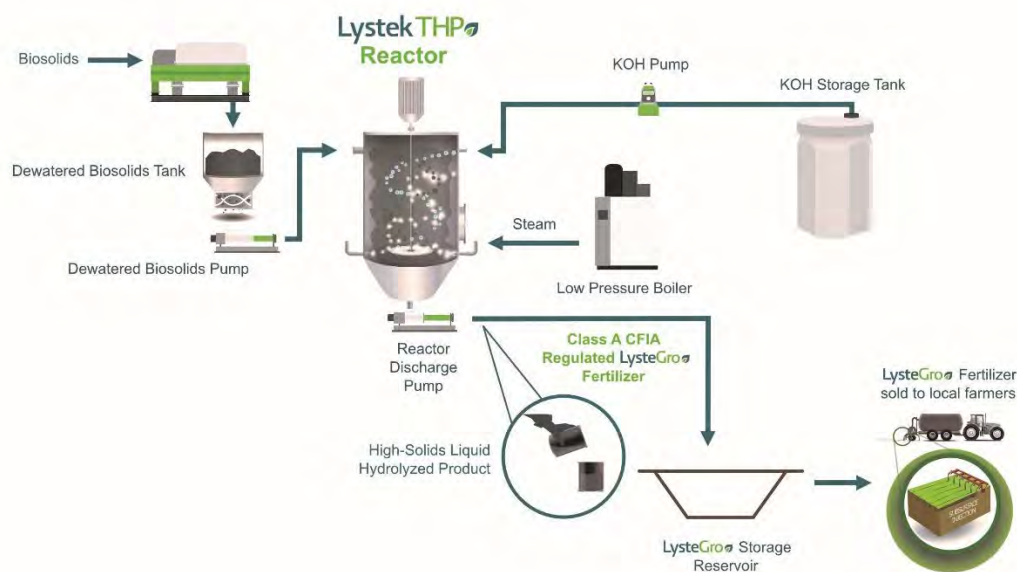 Lystek THP
Reactor
Biosolids
KOH Pump
KOH Storage Tank
Dewatered Biosolids Tank
Steam
Dewatered Biosolids Pump
Low Pressure Boiler
Reactor
Discharge
Pump
Class A CFIA
Regulated LysteGro
Fertilizer
LysteGro Fertilizer
sold to local farmers
High-Solids Liquid
Hydrolyzed Product
SUBSURFACE
INJECTION
LysteGro Storage
Reservoir